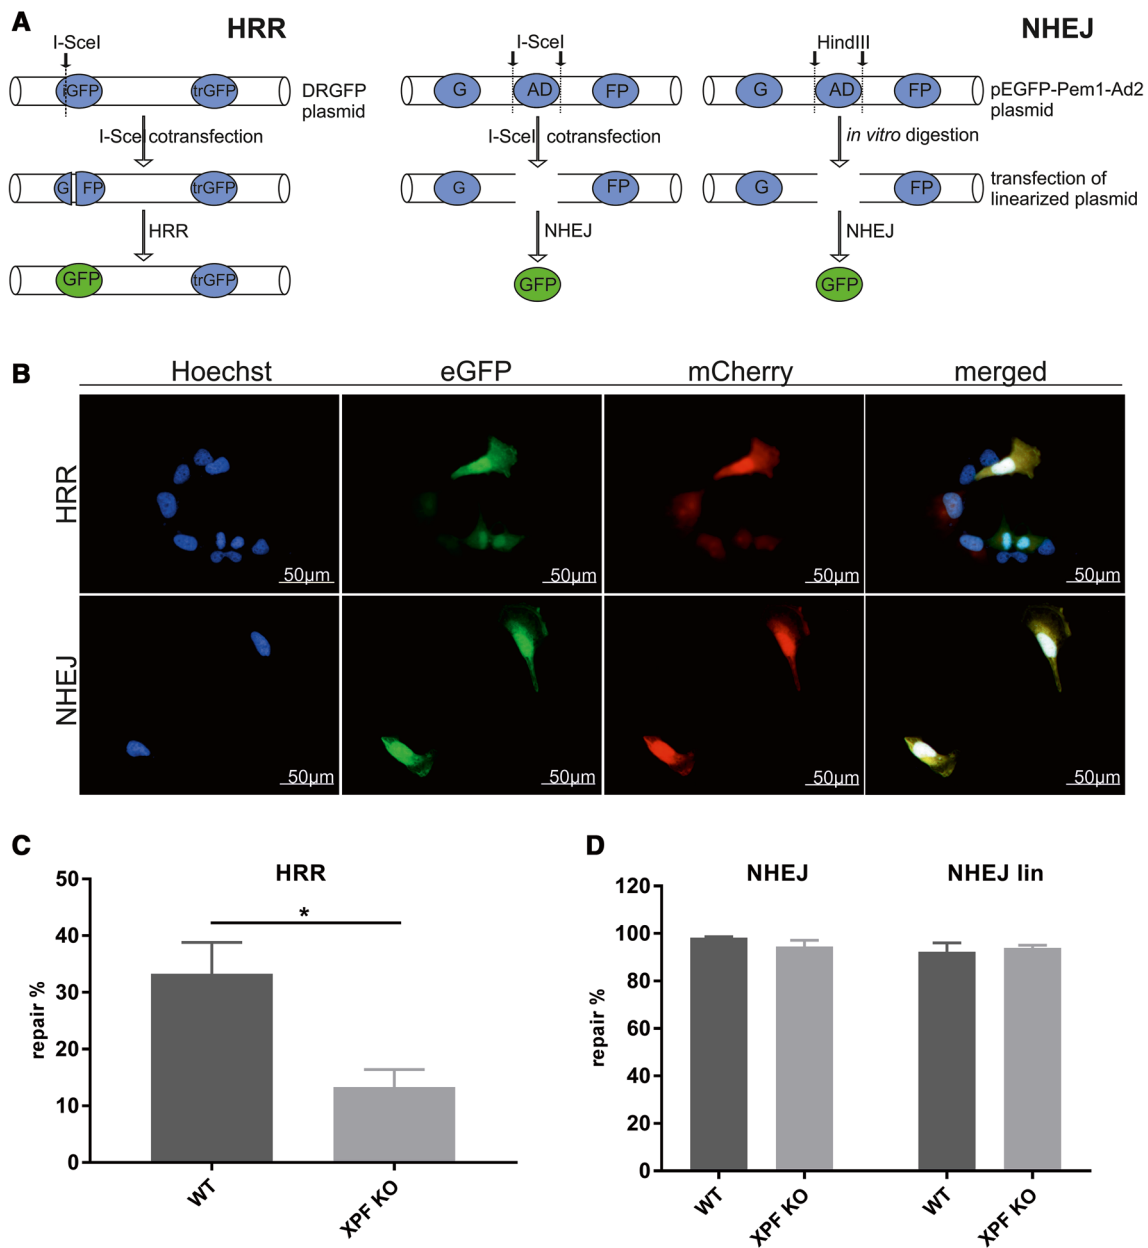 A
HRR
NHEJ
I-SceI
I-SceI
HindIII
iGFP
trGFP
DRGFP
plasmid
G
AD
FP
G
AD
FP
pEGFP-Pem1-Ad2
plasmid
I-SceI cotransfection
I-SceI cotransfection
in vitro digestion
G
FP
trGFP
G
FP
G
FP
transfection of
linearized plasmid
HRR
NHEJ
NHEJ
GFP
trGFP
GFP
GFP
B
Hoechst
eGFP
mCherry
merged
HRR
50µm
50µm
50µm
50µm
NHEJ
50µm
50µm
50µm
50µm
C
HRR
repair %
50
40
30
20
10
0
*
WT
XPF KO
D
NHEJ
NHEJ lin
repair %
120
100
80
60
40
20
0
WT
XPF KO
WT
XPF KO